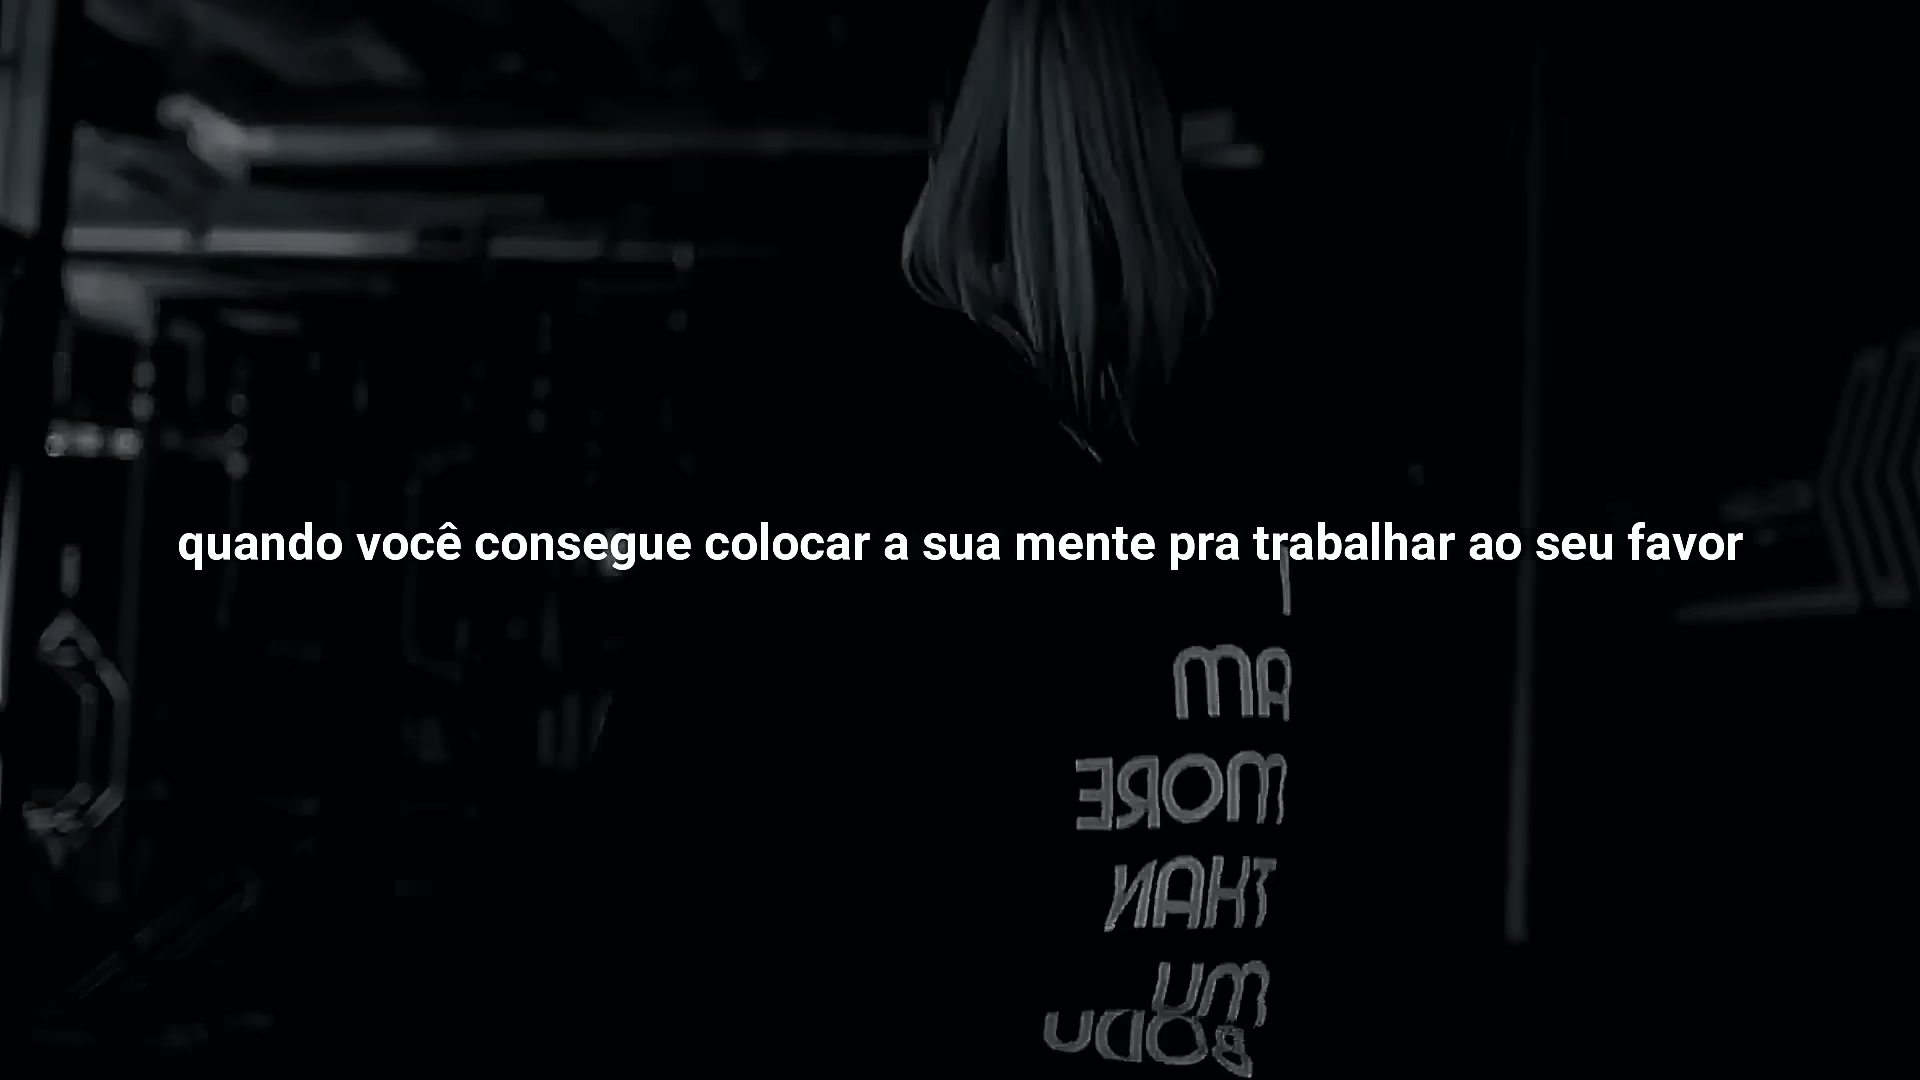 quando você consegue colocar a sua mente pra trabalhar ao seu favor
I
AM
MORE
THAN
MY
BODY